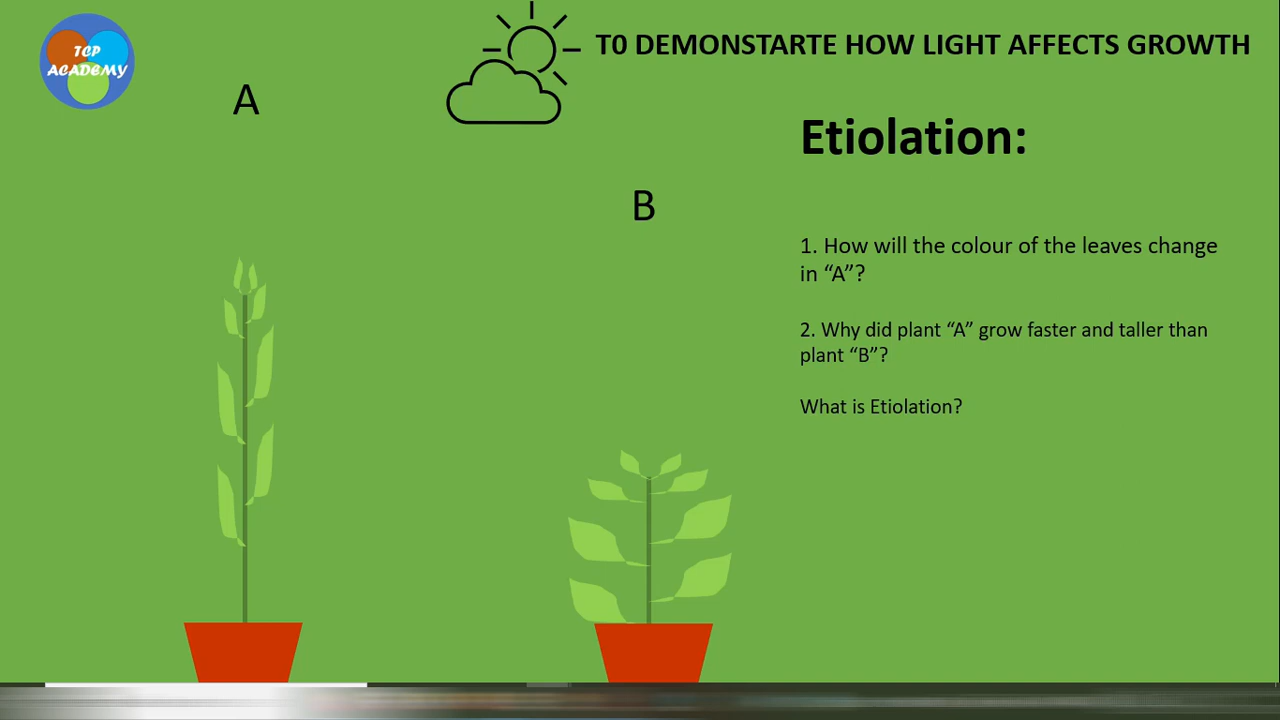 TCP
ACADEMY
T0 DEMONSTARTE HOW LIGHT AFFECTS GROWTH
A
Etiolation:
B
1. How will the colour of the leaves change
in “A”?
2. Why did plant “A” grow faster and taller than
plant “B”?
What is Etiolation?